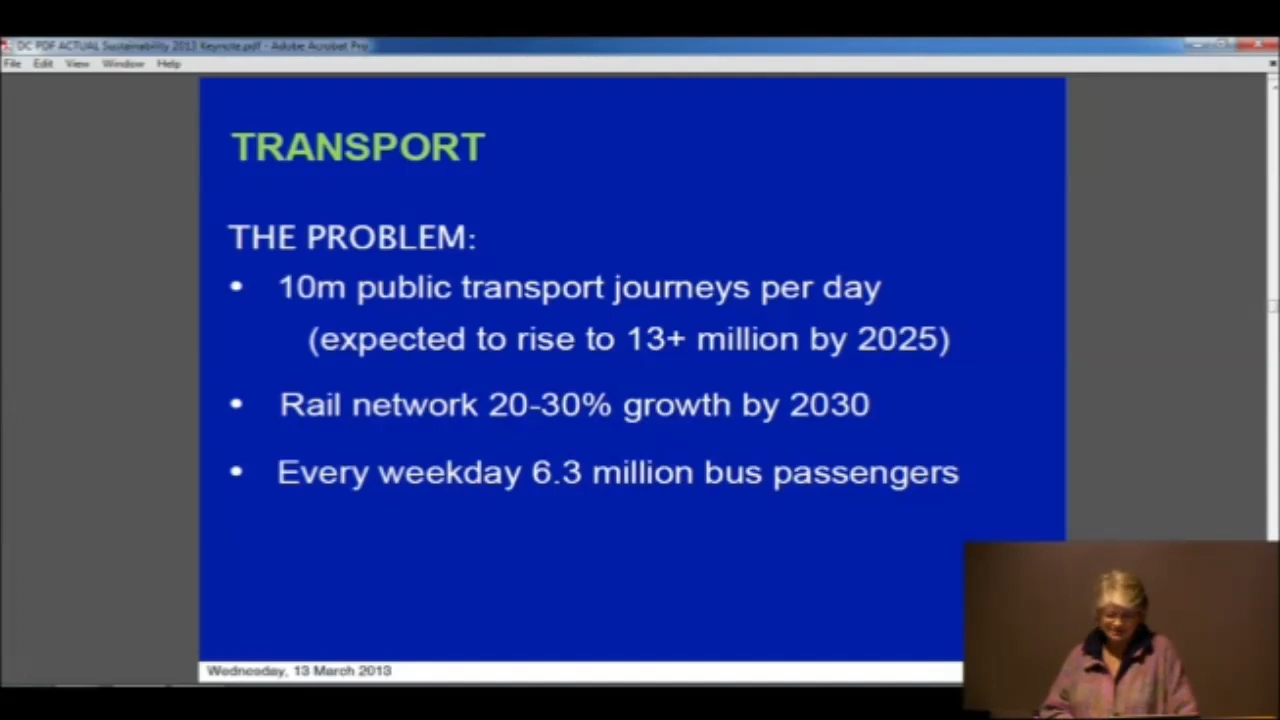 DC PDF ACTUAL Sustainability 2013 Keynote.pdf - Adobe Acrobat Pro
File Edit View Window Help
TRANSPORT
THE PROBLEM:
• 10m public transport journeys per day
(expected to rise to 13+ million by 2025)
• Rail network 20-30% growth by 2030
• Every weekday 6.3 million bus passengers
Wednesday, 13 March 2013